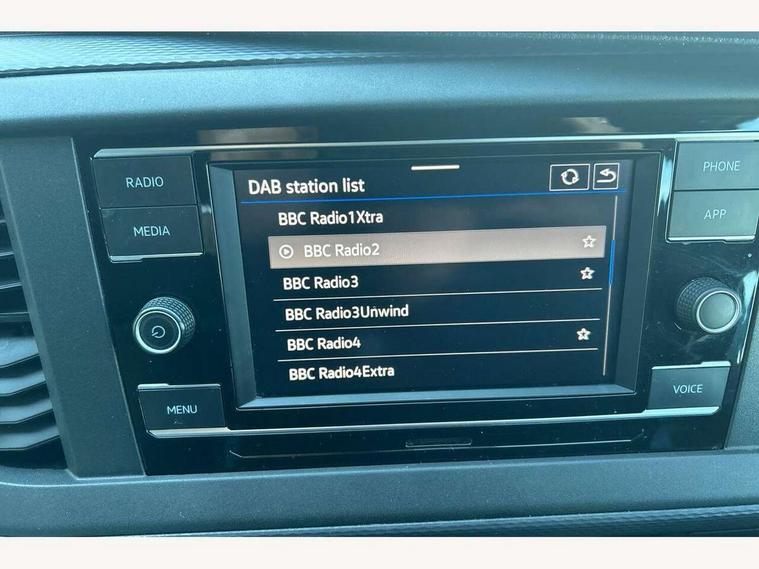 RADIO
MEDIA
MENU
DAB station list
BBC Radio1Xtra
BBC Radio2
BBC Radio3
BBC Radio3Unwind
BBC Radio4
BBC Radio4Extra
PHONE
APP
VOICE